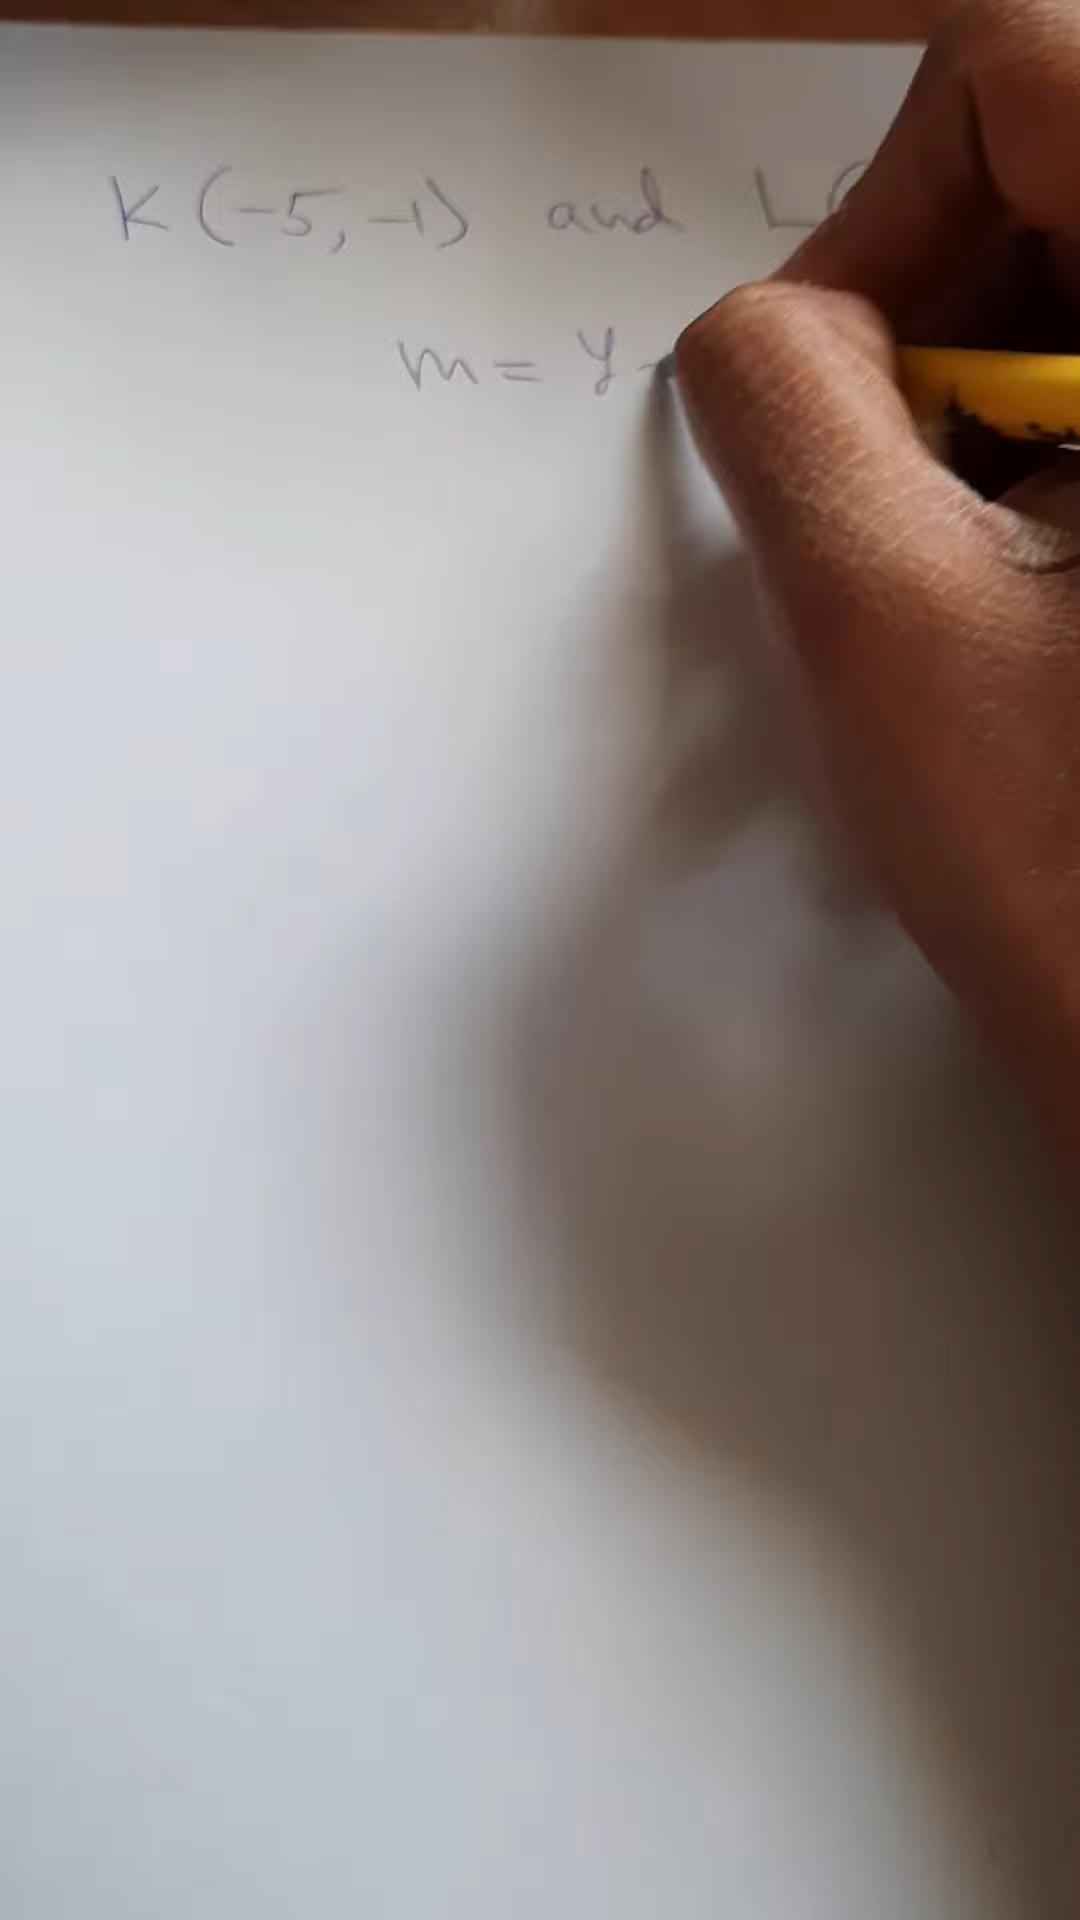 K(-5,-1) and L(
m = y -